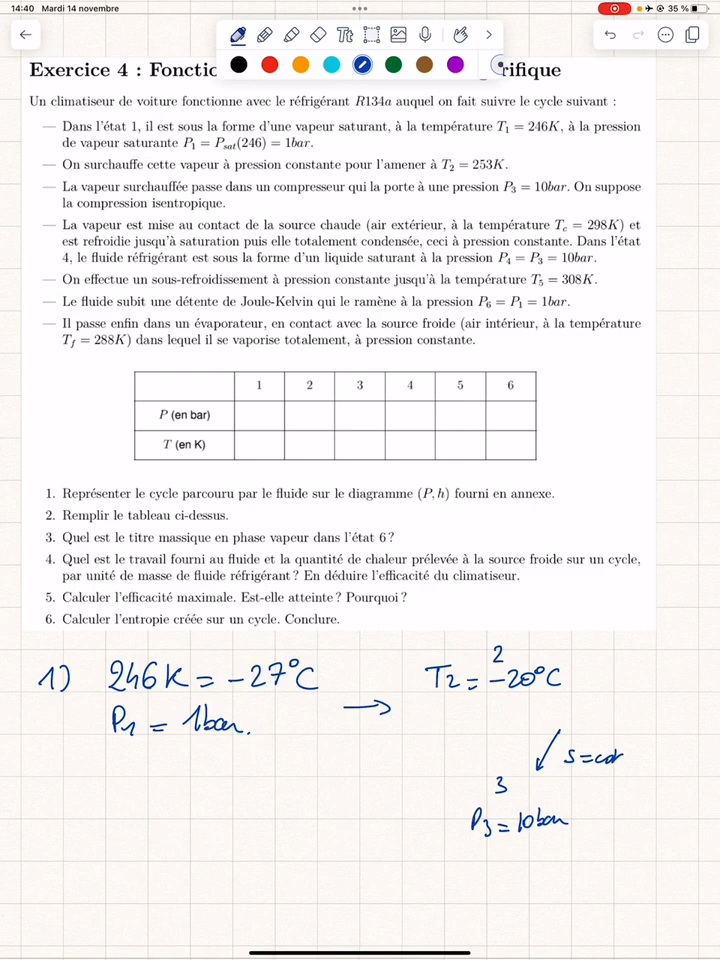 14:40 Mardi 14 novembre
35 %
Tt
Exercice 4 : Fonctio rifique
Un climatiseur de voiture fonctionne avec le réfrigérant R134a auquel on fait suivre le cycle suivant :
— Dans l'état 1, il est sous la forme d'une vapeur saturant, à la température T₁ = 246K, à la pression
de vapeur saturante P₁ = Pₛₐₜ(246) = 1bar.
— On surchauffe cette vapeur à pression constante pour l'amener à T₂ = 253K.
— La vapeur surchauffée passe dans un compresseur qui la porte à une pression P₃ = 10bar. On suppose
la compression isentropique.
— La vapeur est mise au contact de la source chaude (air extérieur, à la température T_c = 298K) et
est refroidie jusqu'à saturation puis elle totalement condensée, ceci à pression constante. Dans l'état
4, le fluide réfrigérant est sous la forme d'un liquide saturant à la pression P₄ = P₃ = 10bar.
— On effectue un sous-refroidissement à pression constante jusqu'à la température T₅ = 308K.
— Le fluide subit une détente de Joule-Kelvin qui le ramène à la pression P₆ = P₁ = 1bar.
— Il passe enfin dans un évaporateur, en contact avec la source froide (air intérieur, à la température
T_f = 288K) dans lequel il se vaporise totalement, à pression constante.
1 2 3 4 5 6
P (en bar)
T (en K)
1. Représenter le cycle parcouru par le fluide sur le diagramme (P, h) fourni en annexe.
2. Remplir le tableau ci-dessus.
3. Quel est le titre massique en phase vapeur dans l'état 6 ?
4. Quel est le travail fourni au fluide et la quantité de chaleur prélevée à la source froide sur un cycle,
par unité de masse de fluide réfrigérant ? En déduire l'efficacité du climatiseur.
5. Calculer l'efficacité maximale. Est-elle atteinte ? Pourquoi ?
6. Calculer l'entropie créée sur un cycle. Conclure.
2
1) 246K = -27°C → T2 = -20°C
P1 = 1bar.
↙ S=cste
3
P3 = 10bar